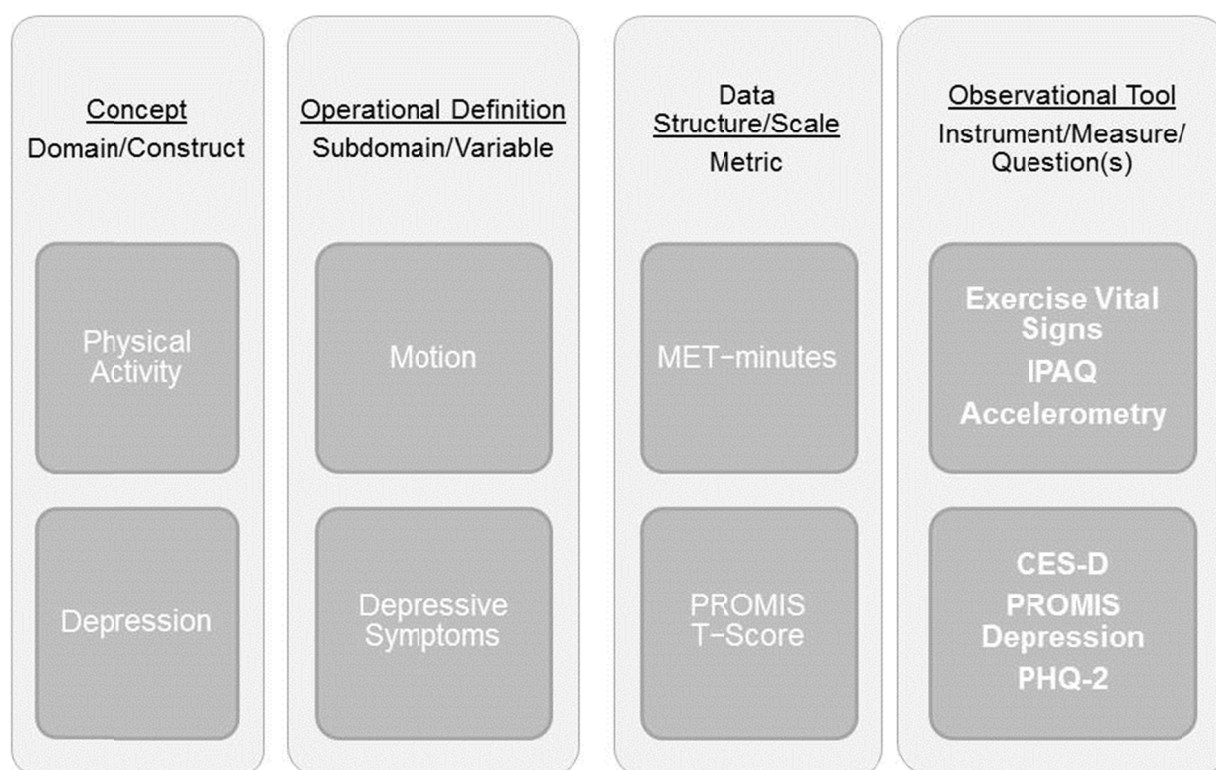 Concept
Domain/Construct
Operational Definition
Subdomain/Variable
Data
Structure/Scale
Metric
Observational Tool
Instrument/Measure/
Question(s)
Physical
Activity
Motion
MET−minutes
Exercise Vital
Signs
IPAQ
Accelerometry
Depression
Depressive
Symptoms
PROMIS
T−Score
CES-D
PROMIS
Depression
PHQ-2